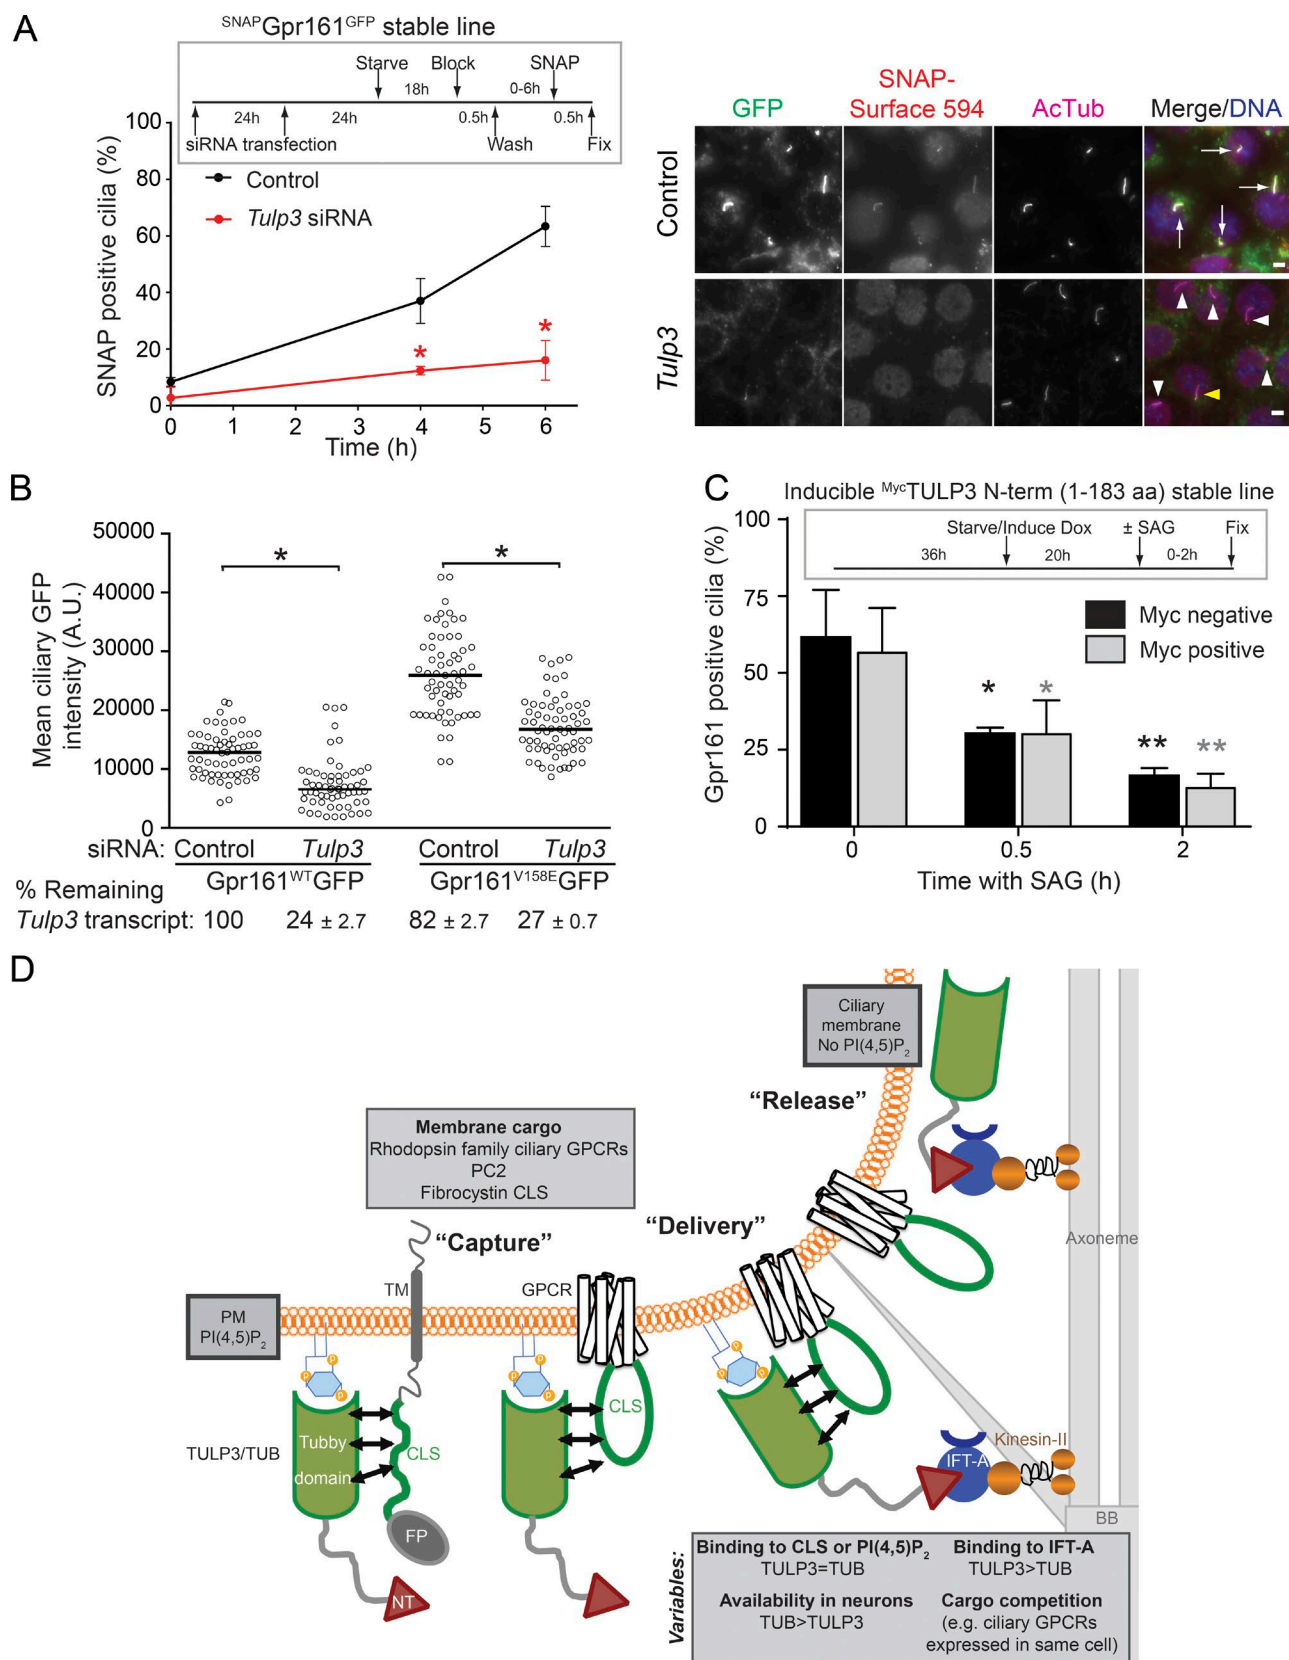 A
SNAPGpr161GFP stable line
Starve Block SNAP
18h 0-6h
24h 24h 0.5h 0.5h
siRNA transfection Wash Fix
SNAP positive cilia (%)
100
80
60
40
20
0
Control
Tulp3 siRNA
*
*
0 1 2 3 4 5 6
Time (h)
GFP
SNAP-
Surface 594
AcTub
Merge/DNA
Control
Tulp3
B
Mean ciliary GFP
intensity (A.U.)
50000
40000
30000
20000
10000
0
* *
siRNA: Control Tulp3 Control Tulp3
Gpr161WTGFP Gpr161V158EGFP
% Remaining
Tulp3 transcript: 100 24 ± 2.7 82 ± 2.7 27 ± 0.7
C
Inducible MycTULP3 N-term (1-183 aa) stable line
Starve/Induce Dox ± SAG Fix
36h 20h 0-2h
Gpr161 positive cilia (%)
100
75
50
25
0
Myc negative
Myc positive
* *
** **
0 0.5 2
Time with SAG (h)
D
Ciliary
membrane
No PI(4,5)P2
"Release"
Membrane cargo
Rhodopsin family ciliary GPCRs
PC2
Fibrocystin CLS
"Delivery"
"Capture"
Axoneme
TM
GPCR
PM
PI(4,5)P2
P P P
P P P
P P P
CLS
TULP3/TUB
Tubby
domain
CLS
Kinesin-II
IFT-A
FP
NT
BB
Variables:
Binding to CLS or PI(4,5)P2
TULP3=TUB
Binding to IFT-A
TULP3>TUB
Availability in neurons
TUB>TULP3
Cargo competition
(e.g. ciliary GPCRs
expressed in same cell)